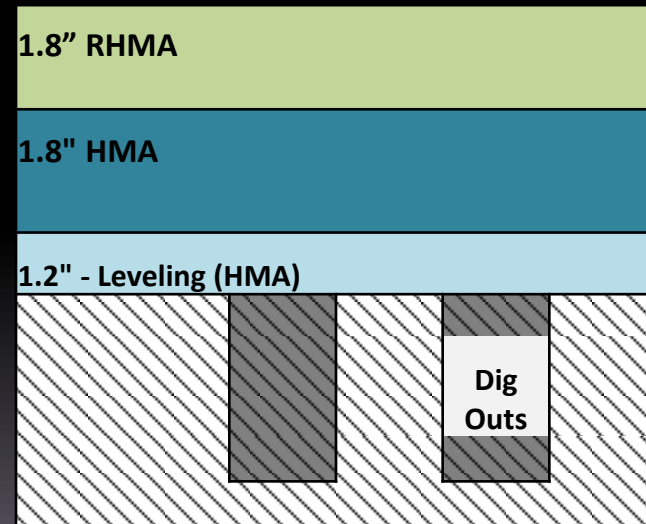 1.8” RHMA
1.8" HMA
1.2" - Leveling (HMA)
Dig
Outs